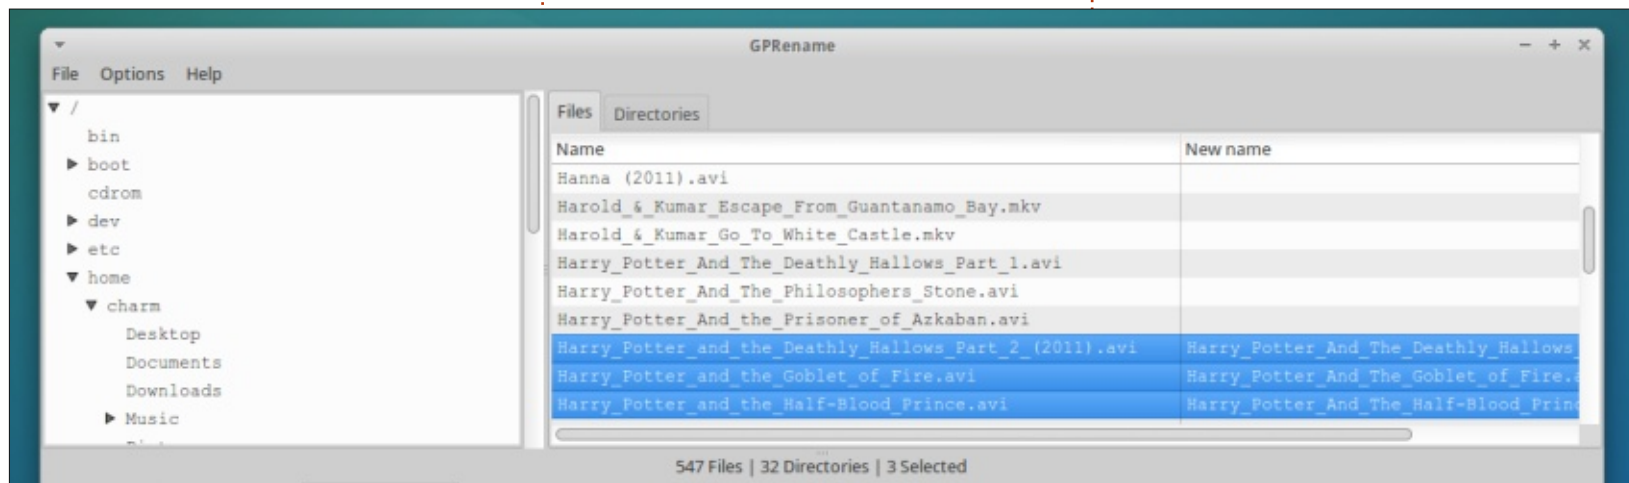 GPRename
File Options Help
/
bin
boot
cdrom
dev
etc
home
charm
Desktop
Documents
Downloads
Music
Files Directories
Name New name
Hanna (2011).avi
Harold_&_Kumar_Escape_From_Guantanamo_Bay.mkv
Harold_&_Kumar_Go_To_White_Castle.mkv
Harry_Potter_And_The_Deathly_Hallows_Part_1.avi
Harry_Potter_And_The_Philosophers_Stone.avi
Harry_Potter_And_the_Prisoner_of_Azkaban.avi
Harry_Potter_and_the_Deathly_Hallows_Part_2_(2011).avi Harry_Potter_And_The_Deathly_Hallows_
Harry_Potter_and_the_Goblet_of_Fire.avi Harry_Potter_And_The_Goblet_of_Fire.a
Harry_Potter_and_the_Half-Blood_Prince.avi Harry_Potter_And_The_Half-Blood_Princ
547 Files | 32 Directories | 3 Selected